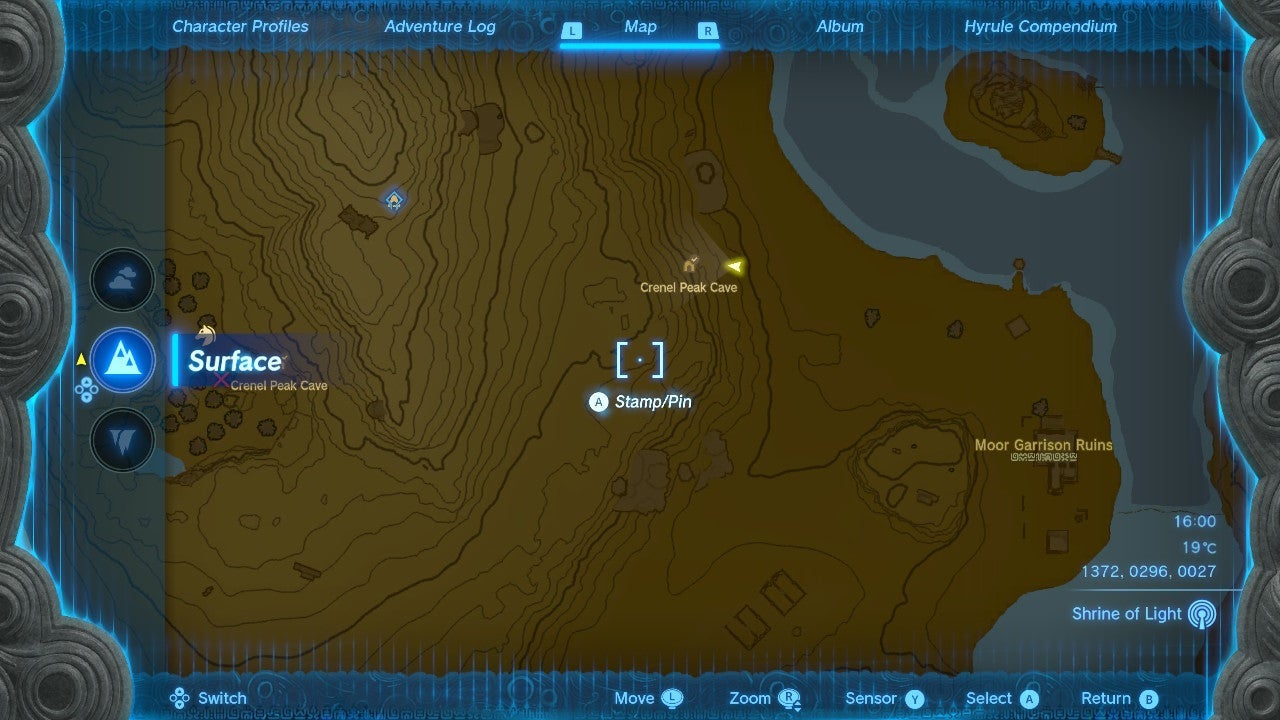 Character Profiles
Adventure Log
L
Map
R
Album
Hyrule Compendium
Crenel Peak Cave
Surface
Crenel Peak Cave
A Stamp/Pin
Moor Garrison Ruins
16:00
19°C
1372, 0296, 0027
Shrine of Light
Switch
Move L
Zoom R
Sensor Y
Select A
Return B